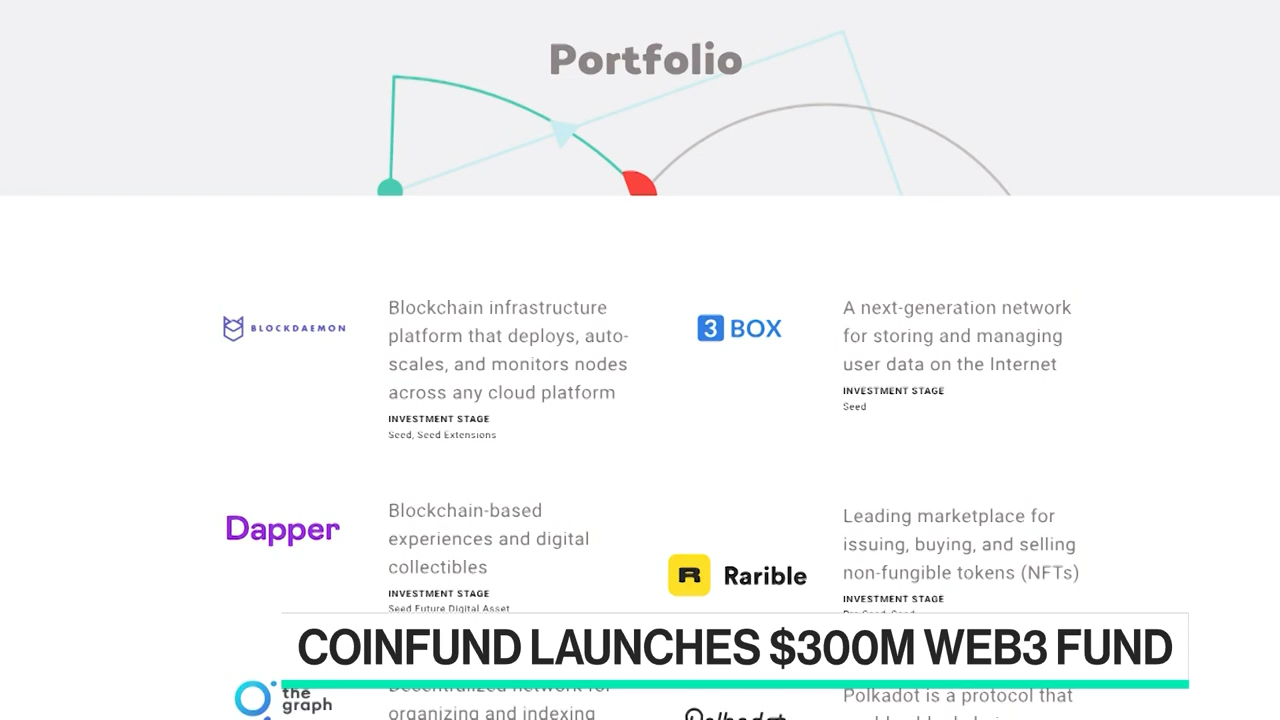 Portfolio
BLOCKDAEMON
Blockchain infrastructure
platform that deploys, auto-
scales, and monitors nodes
across any cloud platform
INVESTMENT STAGE
Seed, Seed Extensions
3 BOX
A next-generation network
for storing and managing
user data on the Internet
INVESTMENT STAGE
Seed
Dapper
Blockchain-based
experiences and digital
collectibles
INVESTMENT STAGE
Seed Future Digital Asset
R Rarible
Leading marketplace for
issuing, buying, and selling
non-fungible tokens (NFTs)
INVESTMENT STAGE
COINFUND LAUNCHES $300M WEB3 FUND
the
graph
Decentralized network for
organizing and indexing
Polkadot
Polkadot is a protocol that